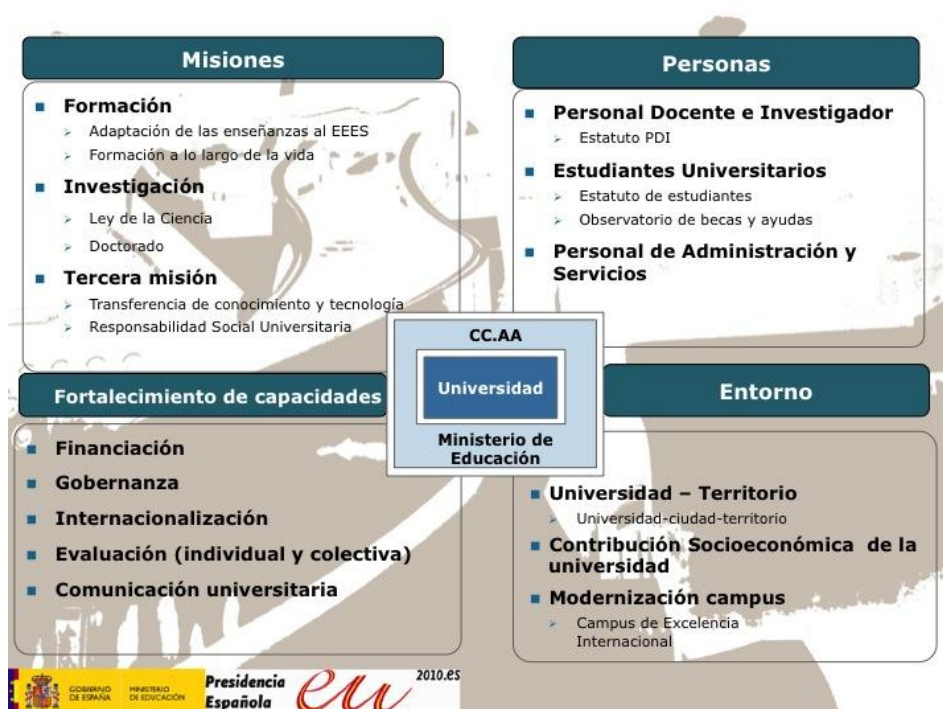 Misiones
Formación
Adaptación de las enseñanzas al EEES
Formación a lo largo de la vida
Investigación
Ley de la Ciencia
Doctorado
Tercera misión
Transferencia de conocimiento y tecnología
Responsabilidad Social Universitaria
Personas
Personal Docente e Investigador
Estatuto PDI
Estudiantes Universitarios
Estatuto de estudiantes
Observatorio de becas y ayudas
Personal de Administración y
Servicios
CC.AA
Universidad
Ministerio de
Educación
Fortalecimiento de capacidades
Financiación
Gobernanza
Internacionalización
Evaluación (individual y colectiva)
Comunicación universitaria
Entorno
Universidad – Territorio
Universidad-ciudad-territorio
Contribución Socioeconómica de la
universidad
Modernización campus
Campus de Excelencia
Internacional
GOBIERNO
DE ESPAÑA
MINISTERIO
DE EDUCACIÓN
Presidencia
Española
eu
2010.es